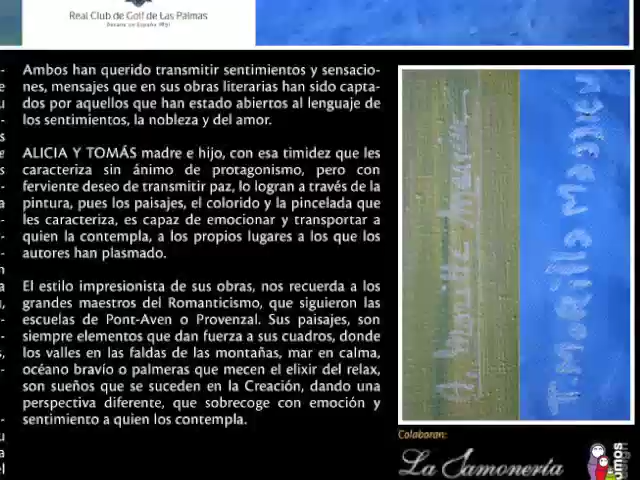 Real Club de Golf de Las Palmas
Ambos han querido transmitir sentimientos y sensacio-
nes, mensajes que en sus obras literarias han sido capta-
dos por aquellos que han estado abiertos al lenguaje de
los sentimientos, la nobleza y del amor.
ALICIA Y TOMÁS madre e hijo, con esa timidez que les
caracteriza sin ánimo de protagonismo, pero con
ferviente deseo de transmitir paz, lo logran a través de la
pintura, pues los paisajes, el colorido y la pincelada que
les caracteriza, es capaz de emocionar y transportar a
quien la contempla, a los propios lugares a los que los
autores han plasmado.
El estilo impresionista de sus obras, nos recuerda a los
grandes maestros del Romanticismo, que siguieron las
escuelas de Pont-Aven o Provenzal. Sus paisajes, son
siempre elementos que dan fuerza a sus cuadros, donde
los valles en las faldas de las montañas, mar en calma,
océano bravío o palmeras que mecen el elixir del relax,
son sueños que se suceden en la Creación, dando una
perspectiva diferente, que sobrecoge con emoción y
sentimiento a quien los contempla.
T. Morillo
Colaboran:
La Samonería